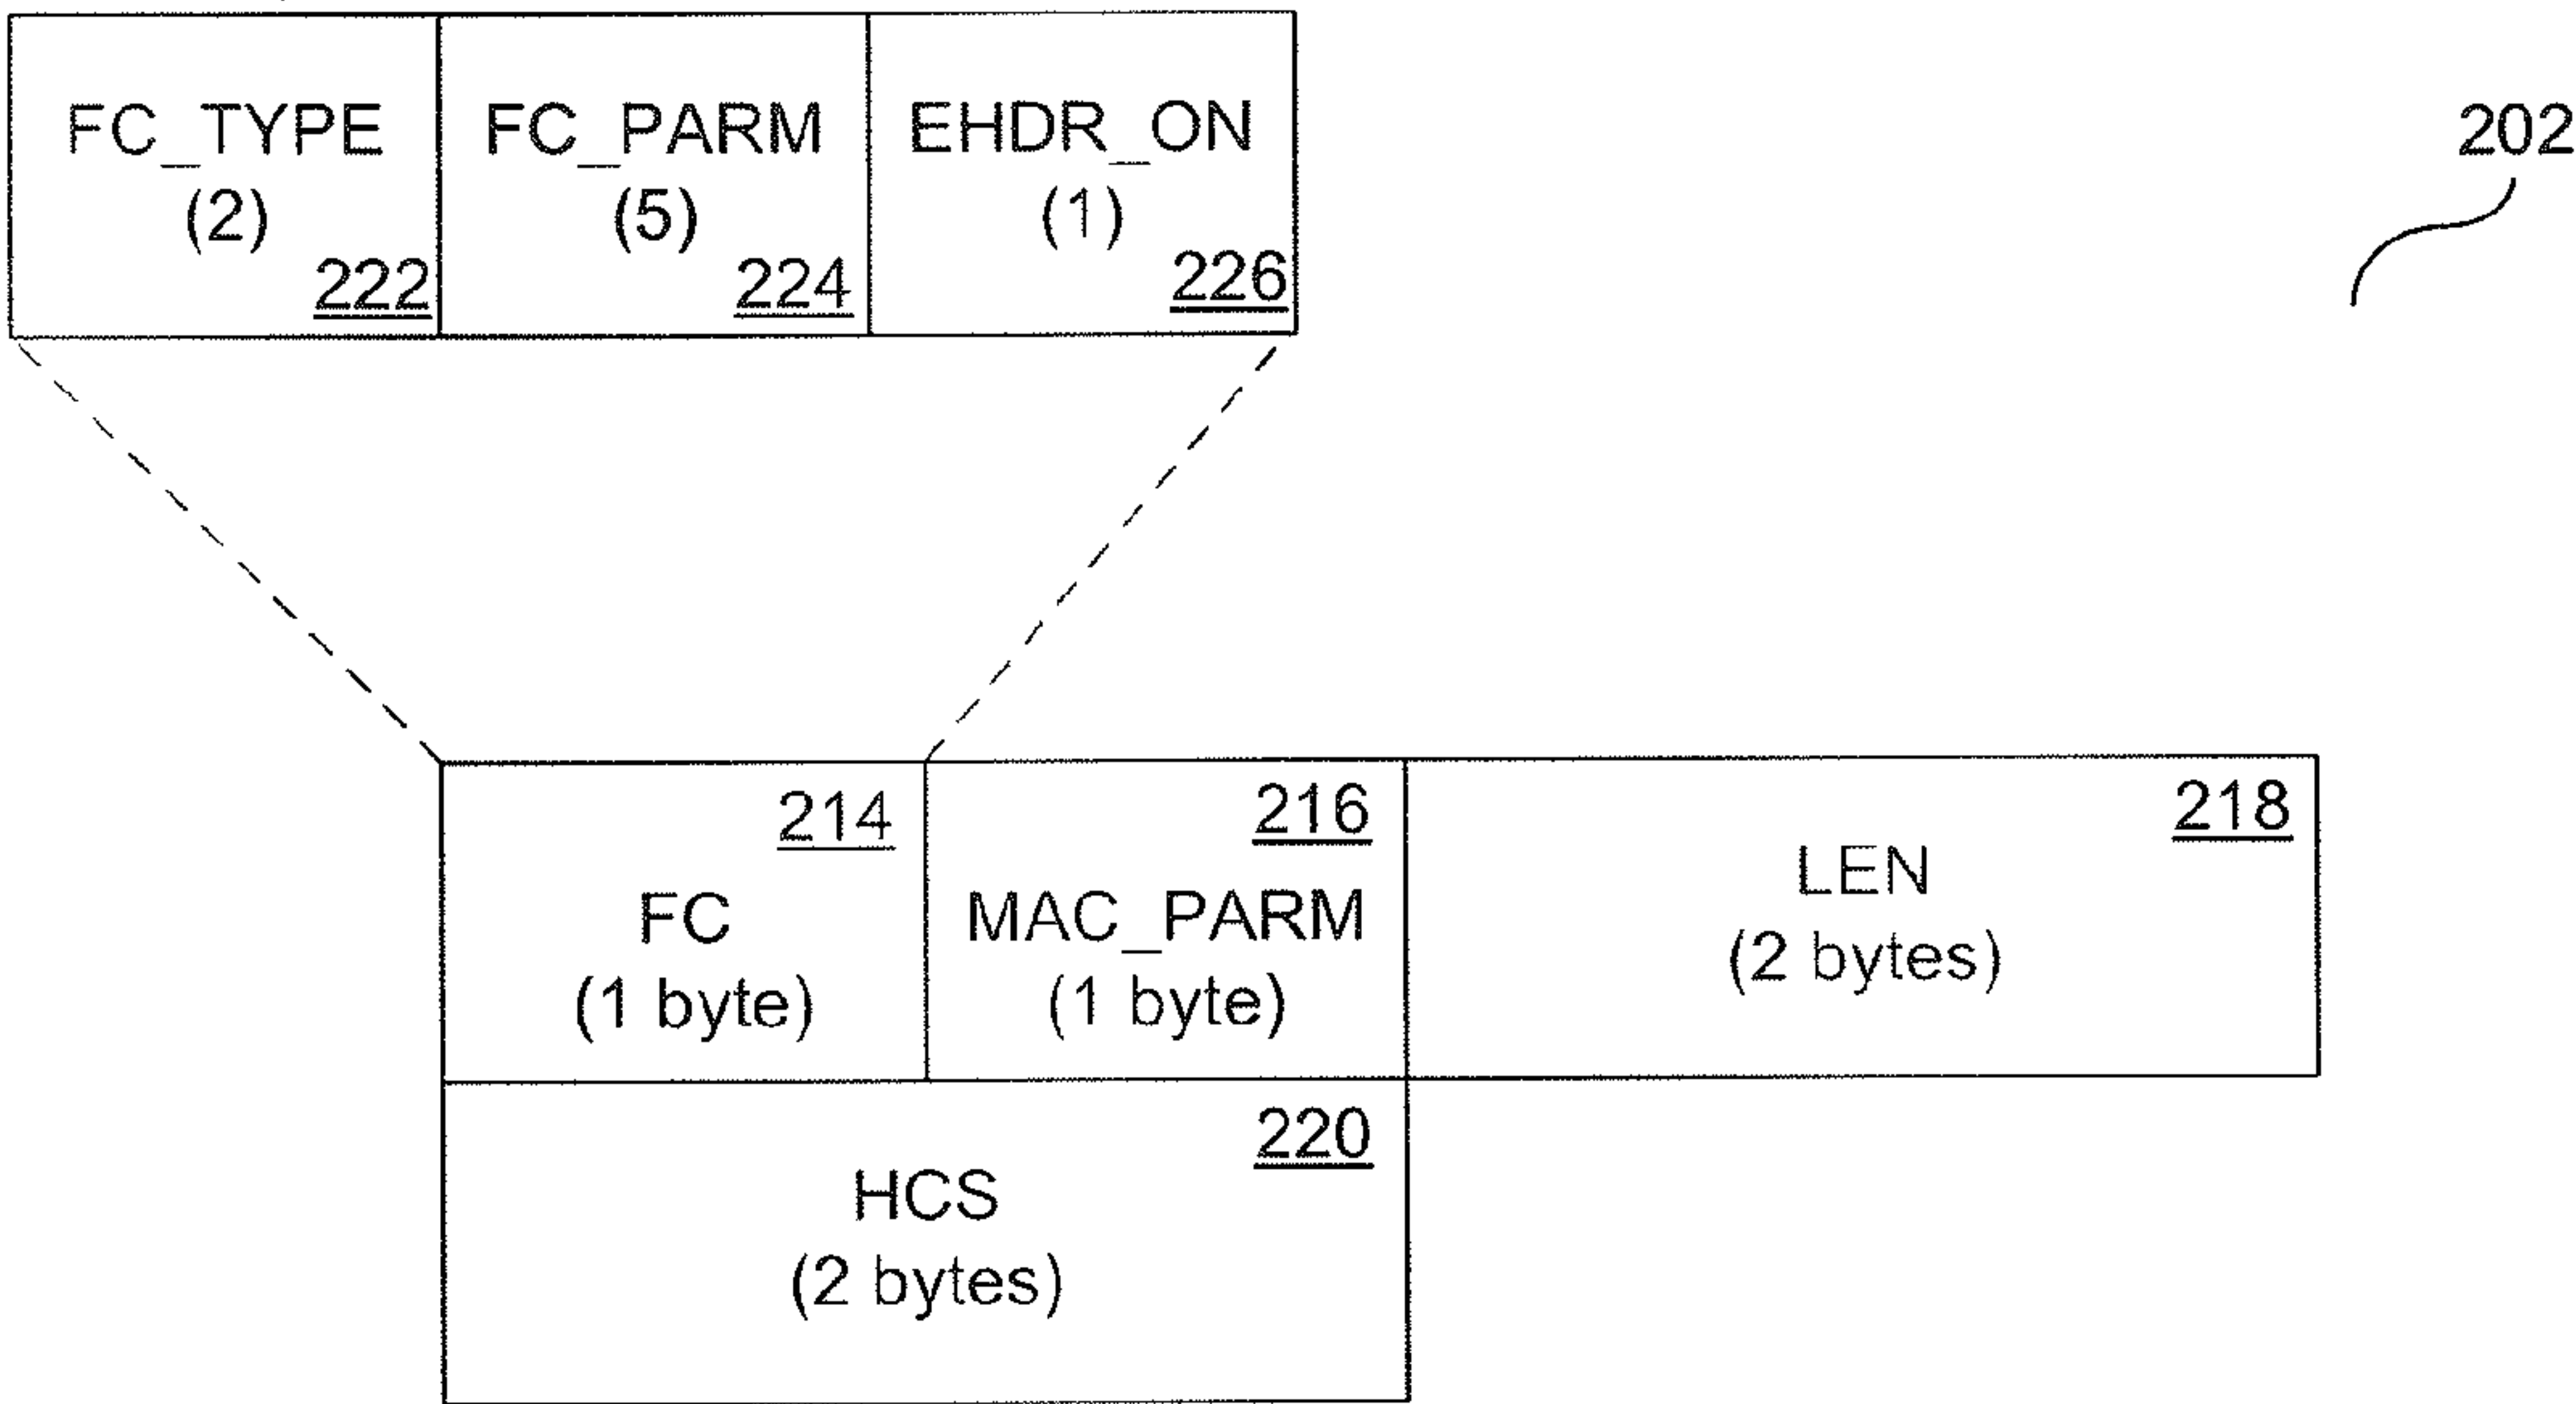 FC_TYPE
(2)
222
FC_PARM
(5)
224
EHDR_ON
(1)
226
202
214
FC
(1 byte)
216
MAC_PARM
(1 byte)
218
LEN
(2 bytes)
220
HCS
(2 bytes)